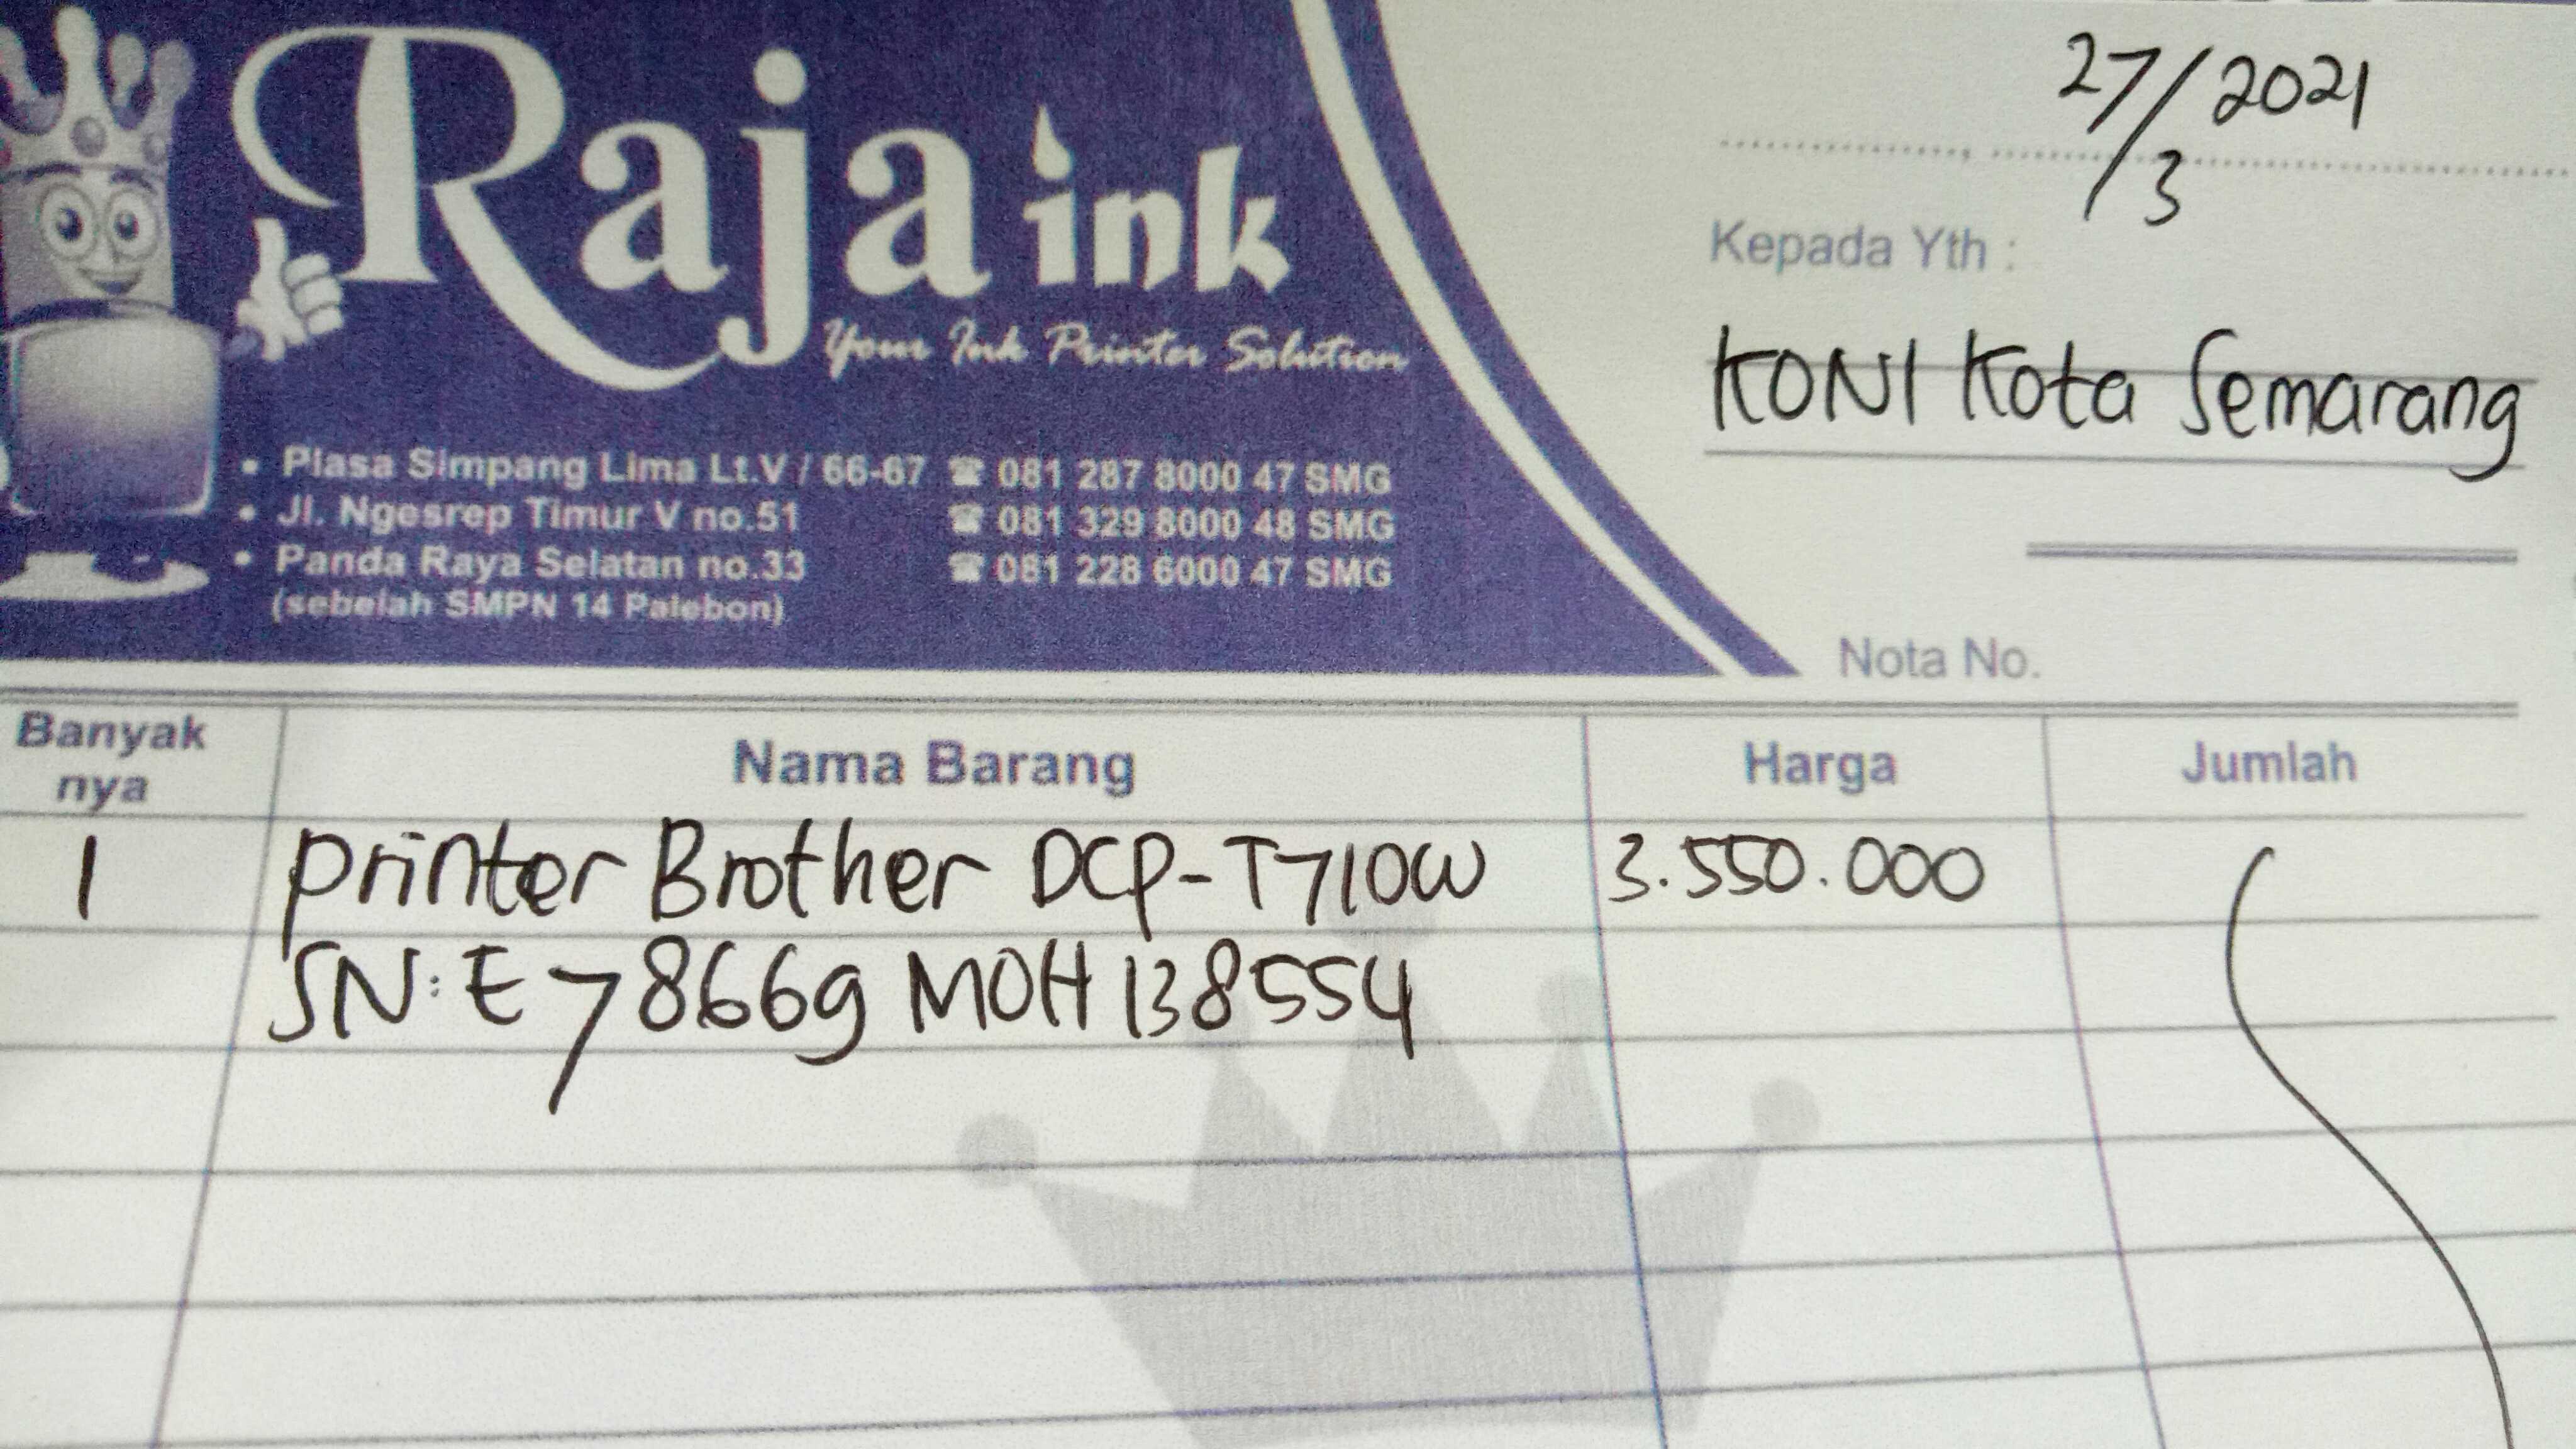 Raja ink
Your Ink Printer Solution
• Plasa Simpang Lima Lt.V / 66-67 ☎ 081 287 8000 47 SMG
• Jl. Ngesrep Timur V no.51 ☎ 081 329 8000 48 SMG
• Panda Raya Selatan no.33 ☎ 081 228 6000 47 SMG
(sebelah SMPN 14 Palebon)
27/3 2021
Kepada Yth :
KONI Kota Semarang
Nota No.
Banyak nya Nama Barang Harga Jumlah
1 printer Brother DCP-T710W 3.550.000
SN: E78669 MOH 138554